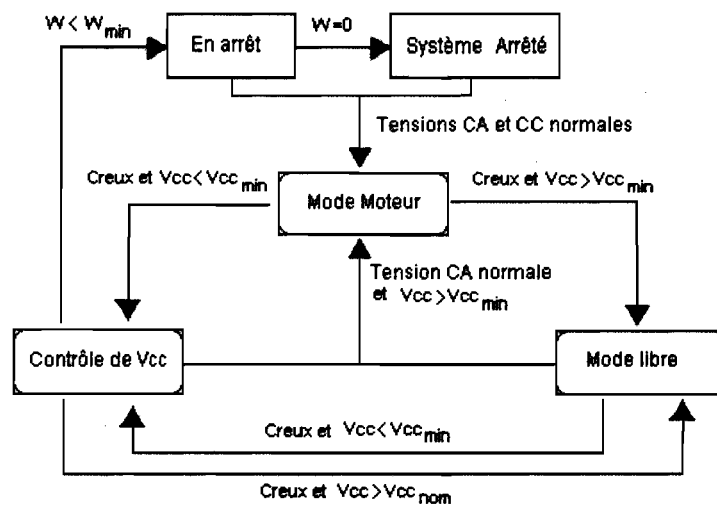 W < Wmin
En arrêt
W=0
Système Arrêté
Tensions CA et CC normales
Creux et Vcc<Vccmin
Mode Moteur
Creux et Vcc>Vccmin
Tension CA normale
et Vcc>Vccmin
Contrôle de Vcc
Mode libre
Creux et Vcc<Vccmin
Creux et Vcc>Vccnom